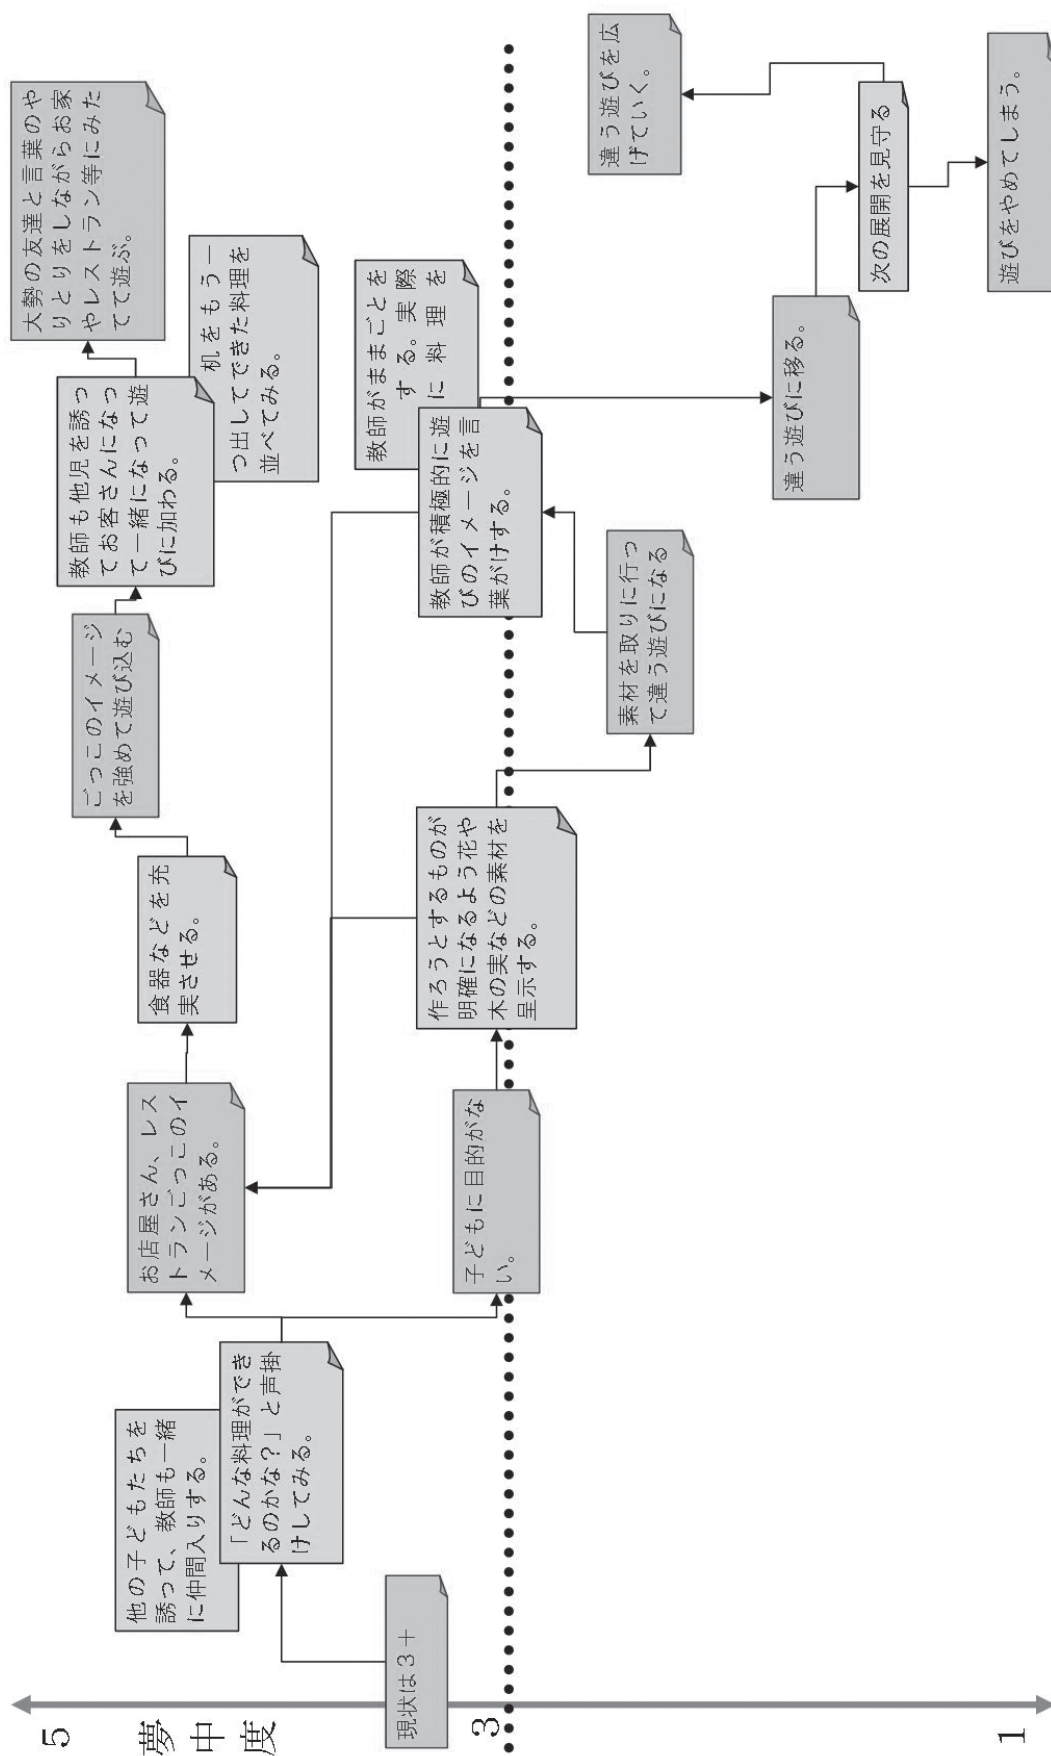 5
夢中度
3
1
現状は3+
他の子どもたちを
誘って、教師も一緒
に仲間入りする。
「どんな料理ができ
るのかな?」と声掛
けしてみる。
お店屋さん、レス
トランごっこのイ
メージがある。
子どもに目的がな
い。
食器などを充
実させる。
作ろうとするものが
明確になるよう花や
木の実などの素材を
呈示する。
ごっこのイメージ
を強めて遊び込む
素材を取りに行っ
て違う遊びになる
教師も他児を誘っ
てお客さんになっ
て一緒になって遊
びに加わる。
机をもう一
つ出してできた料理を
並べてみる。
教師がままごとを
する。実際
に料理を
教師が積極的に遊
びのイメージを言
葉がけする。
大勢の友達と言葉のや
りとりをしながらお家
やレストラン等にみた
てて遊ぶ。
違う遊びに移る。
次の展開を見守る
違う遊びを広
げていく。
遊びをやめてしまう。